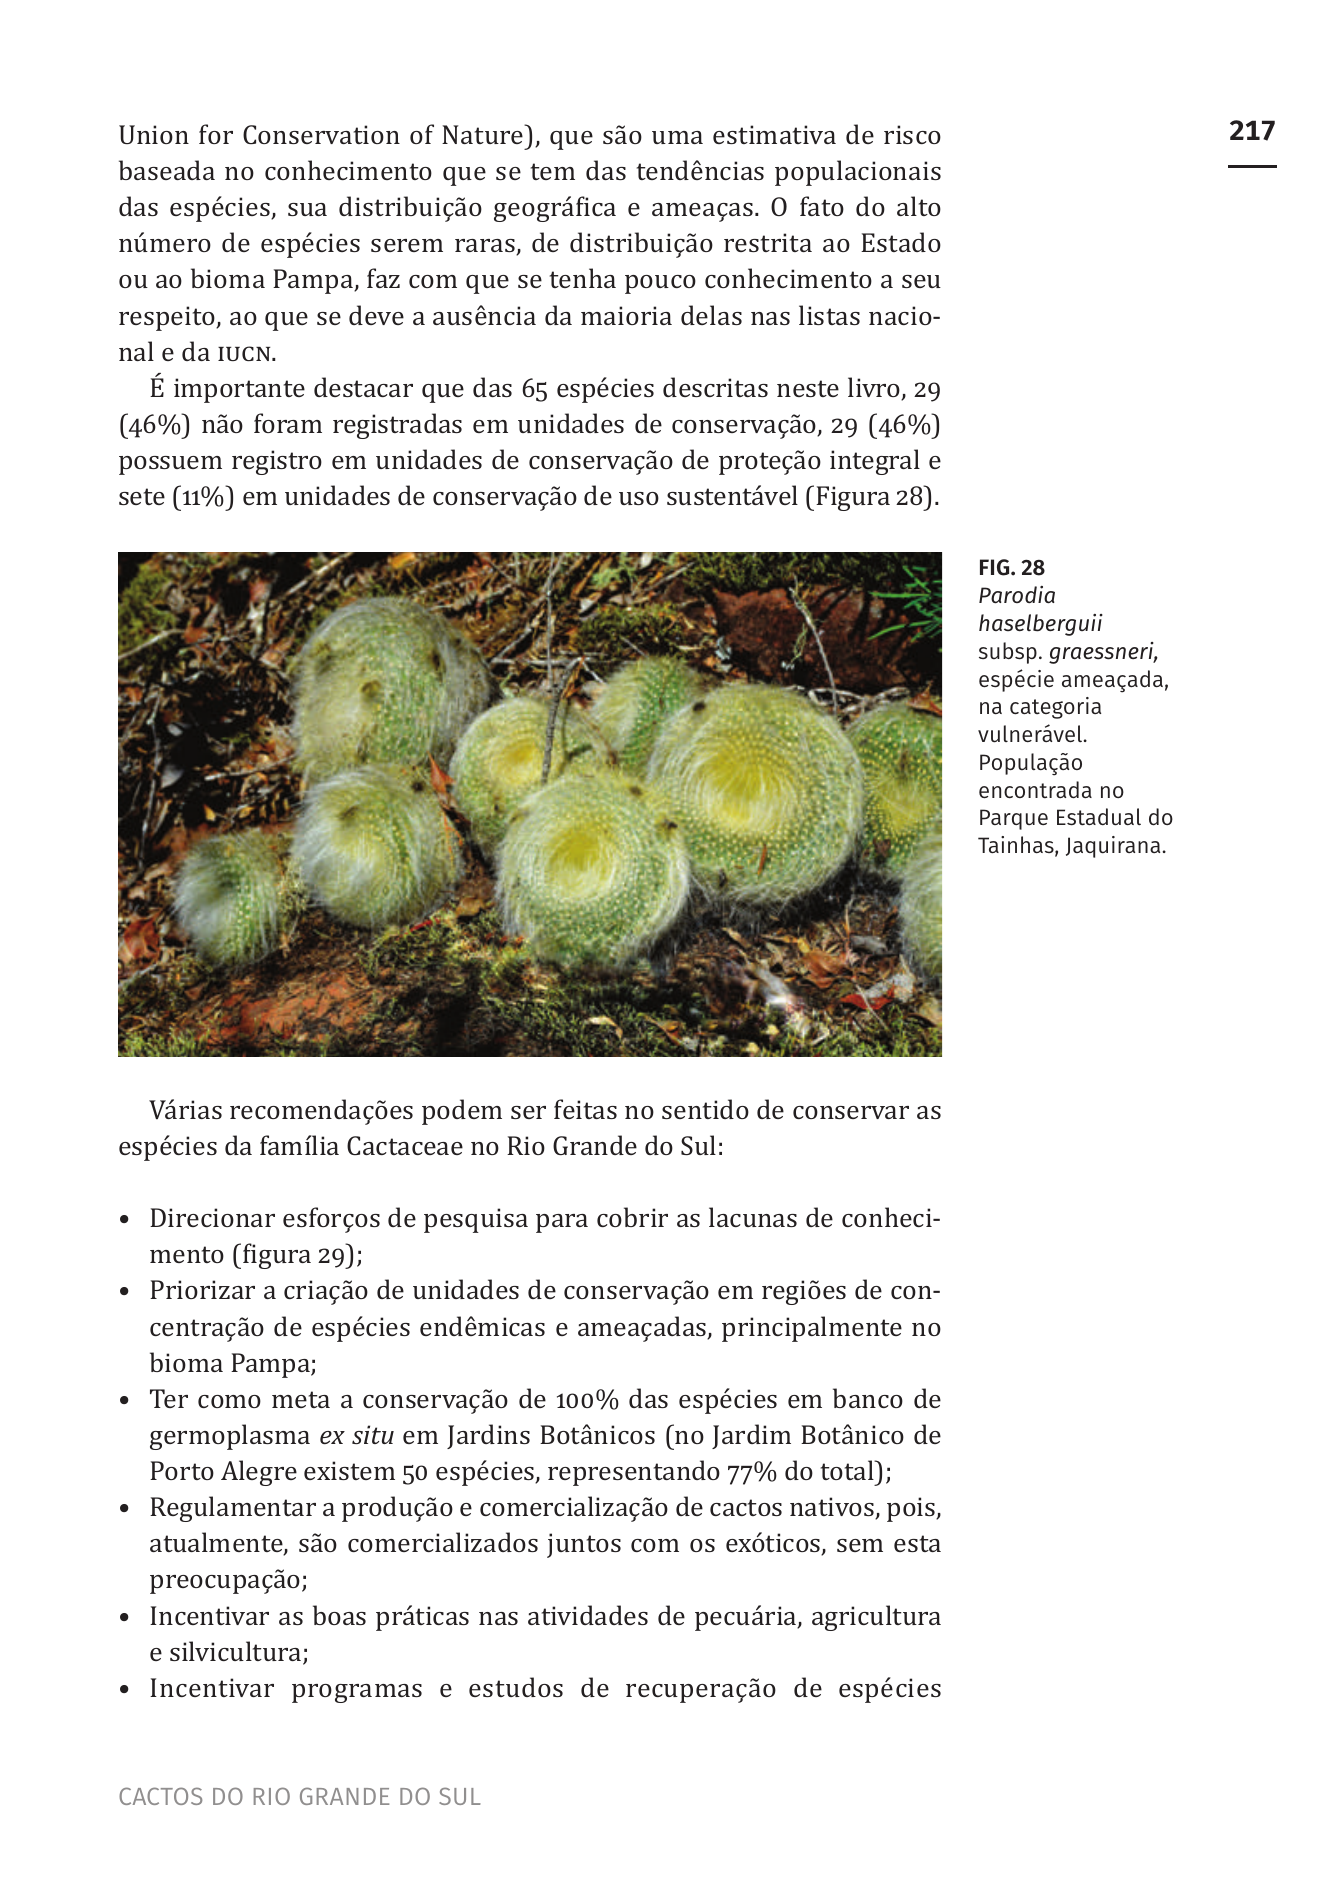 217
Union for Conservation of Nature), que são uma estimativa de risco
baseada no conhecimento que se tem das tendências populacionais
das espécies, sua distribuição geográfica e ameaças. O fato do alto
número de espécies serem raras, de distribuição restrita ao Estado
ou ao bioma Pampa, faz com que se tenha pouco conhecimento a seu
respeito, ao que se deve a ausência da maioria delas nas listas nacio-
nal e da IUCN.
É importante destacar que das 65 espécies descritas neste livro, 29
(46%) não foram registradas em unidades de conservação, 29 (46%)
possuem registro em unidades de conservação de proteção integral e
sete (11%) em unidades de conservação de uso sustentável (Figura 28).
FIG. 28
Parodia
haselberguii
subsp. graessneri,
espécie ameaçada,
na categoria
vulnerável.
População
encontrada no
Parque Estadual do
Tainhas, Jaquirana.
Várias recomendações podem ser feitas no sentido de conservar as
espécies da família Cactaceae no Rio Grande do Sul:
• Direcionar esforços de pesquisa para cobrir as lacunas de conheci-
mento (figura 29);
• Priorizar a criação de unidades de conservação em regiões de con-
centração de espécies endêmicas e ameaçadas, principalmente no
bioma Pampa;
• Ter como meta a conservação de 100% das espécies em banco de
germoplasma ex situ em Jardins Botânicos (no Jardim Botânico de
Porto Alegre existem 50 espécies, representando 77% do total);
• Regulamentar a produção e comercialização de cactos nativos, pois,
atualmente, são comercializados juntos com os exóticos, sem esta
preocupação;
• Incentivar as boas práticas nas atividades de pecuária, agricultura
e silvicultura;
• Incentivar programas e estudos de recuperação de espécies
CACTOS DO RIO GRANDE DO SUL